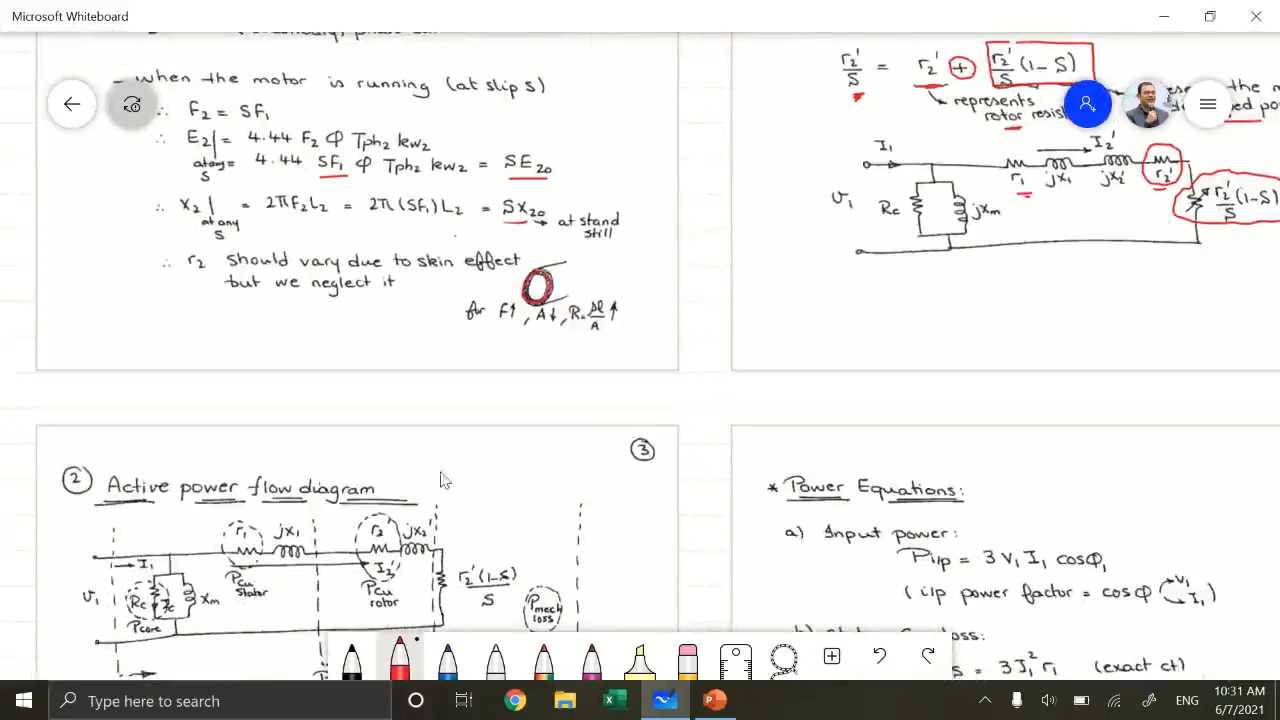 Microsoft Whiteboard
when the motor is running (at slip s)
∴ F2 = SF1
∴ E2| at any s = 4.44 F2 φ Tph2 kw2
= 4.44 SF1 φ Tph2 kw2 = SE20
∴ X2| at any s = 2πF2L2 = 2π(SF1)L2 = SX20 → at stand still
∴ r2 should vary due to skin effect
but we neglect it
for F↑, A↓, R = ρl/A ↑
r2'/S = r2' + r2'/S (1-S)
represents
rotor
I1 I2'
r1 jx1 jx2' r2'
V1 Rc jxm r2'/S (1-S)
③
② Active power flow diagram
r1 jx1 r2 jx2
I1 I2
V1 Rc Ic Xm Pcu stator Pcu rotor r2'(1-S)/S Pmech loss
Pcore
* Power Equations:
a) Input power:
Pi/p = 3 V1 I1 cosφ1
(i/p power factor = cosφ V1 I1)
loss:
= 3I1² r1 (exact ct)
Type here to search
ENG
10:31 AM
6/7/2021